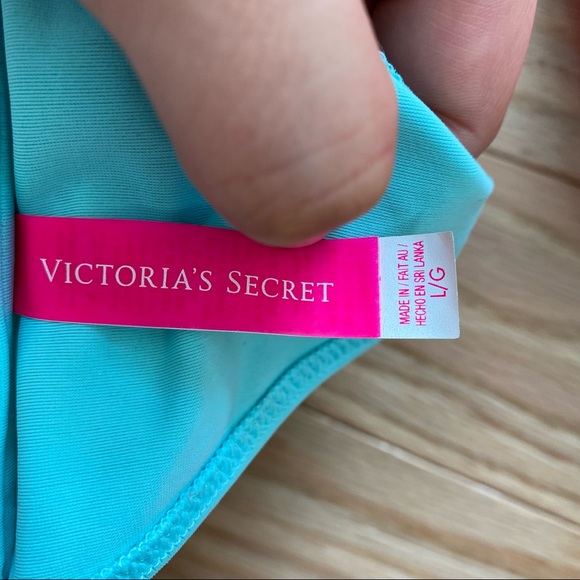 VICTORIA'S SECRET
MADE IN / FAIT AU /
HECHO EN SRI LANKA
L/G